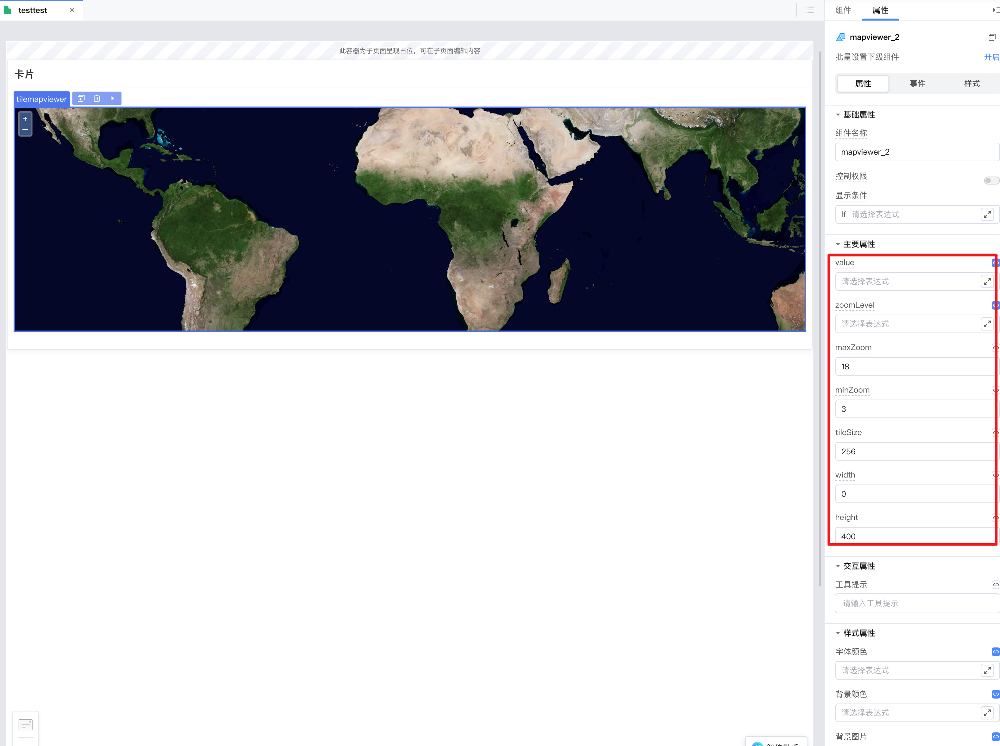 testtest
此容器为子页面呈现占位，可在子页面编辑内容
卡片
tilemapviewer
+
−
组件
属性
mapviewer_2
批量设置下级组件
开启
属性
事件
样式
基础属性
组件名称
mapviewer_2
控制权限
显示条件
If 请选择表达式
主要属性
value
请选择表达式
zoomLevel
请选择表达式
maxZoom
18
minZoom
3
tileSize
256
width
0
height
400
交互属性
工具提示
请输入工具提示
样式属性
字体颜色
请选择表达式
背景颜色
请选择表达式
背景图片
智能助手